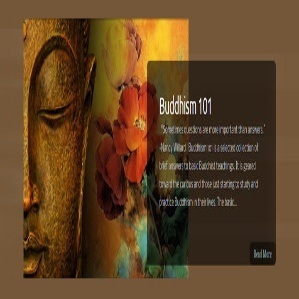 Buddhism 101
"Sometimes questions are more important than answers."
-Nancy Willard Buddhism 101 is a selected collection of
brief answers to basic Buddhist teachings. It is geared
toward the curious and those just starting to study and
practice Buddhism in their lives. The basic...
Read More